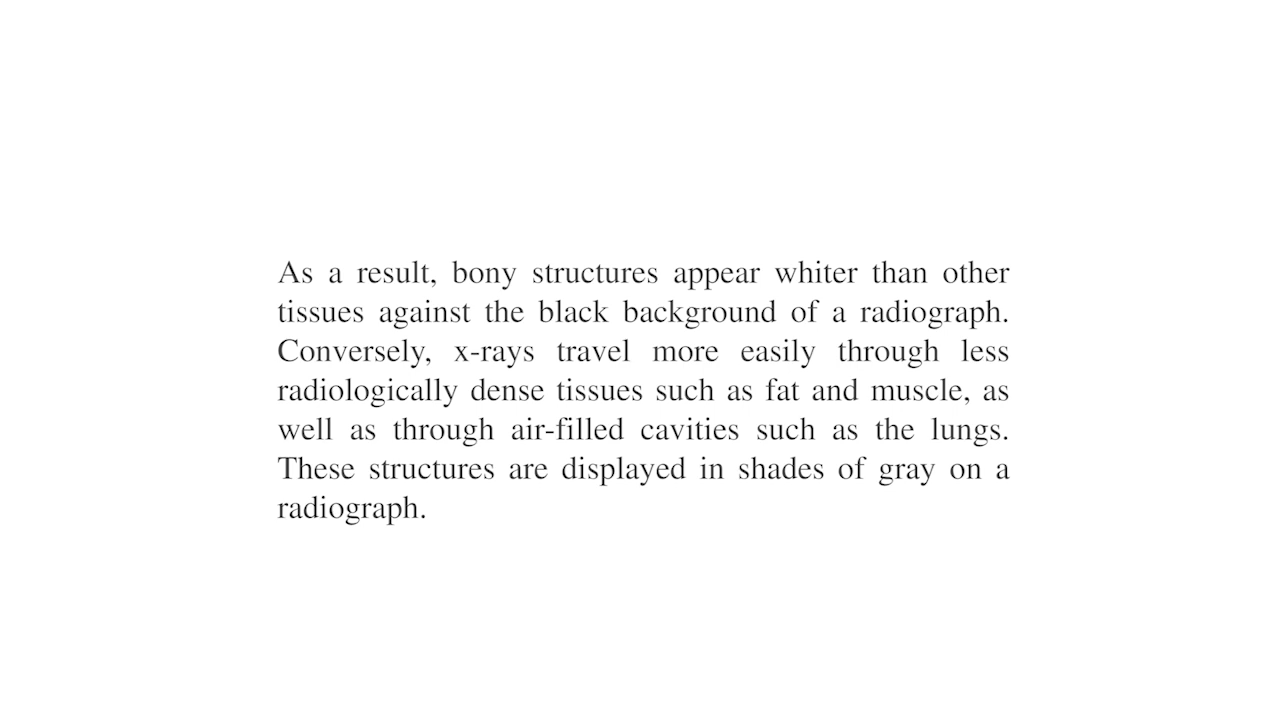 As a result, bony structures appear whiter than other
tissues against the black background of a radiograph.
Conversely, x-rays travel more easily through less
radiologically dense tissues such as fat and muscle, as
well as through air-filled cavities such as the lungs.
These structures are displayed in shades of gray on a
radiograph.